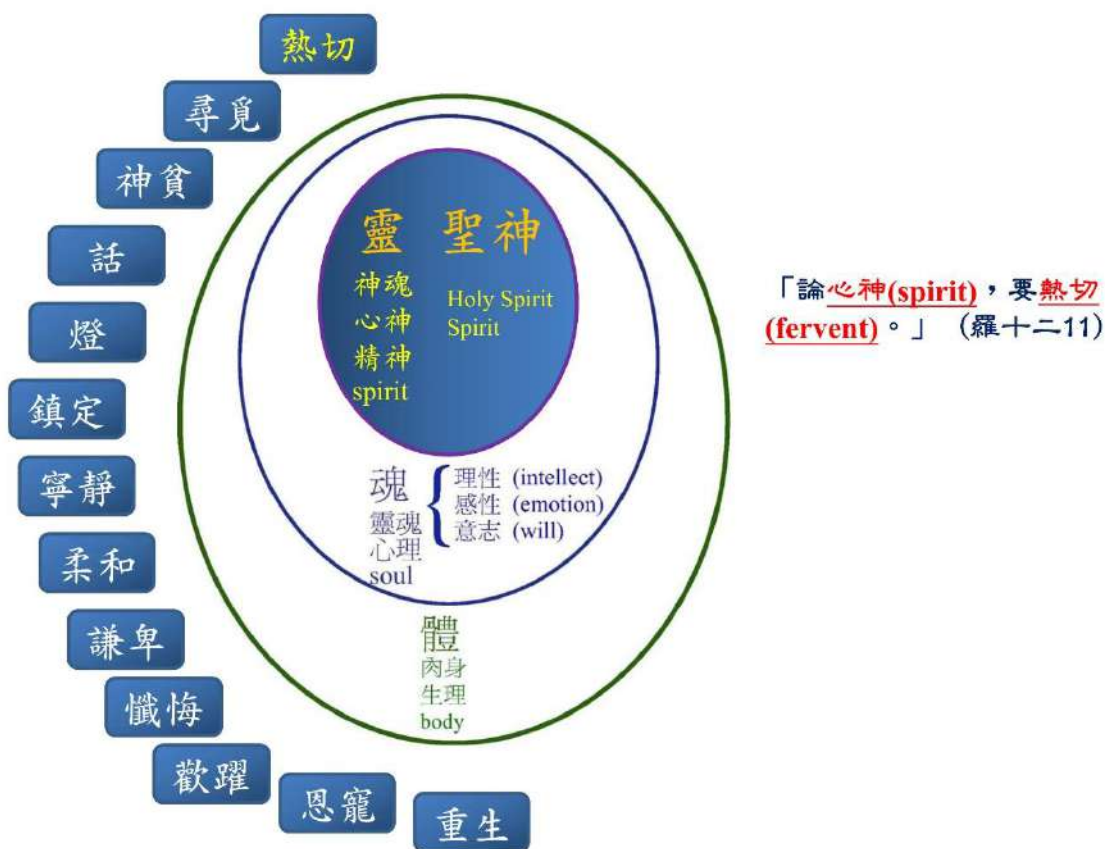 熱切
尋覓
神貧
話
燈
鎮定
寧靜
柔和
謙卑
懺悔
歡躍
恩寵
重生
靈 聖神
神魂
心神
精神
spirit
Holy Spirit
Spirit
魂
靈魂
心理
soul
{
理性 (intellect)
感性 (emotion)
意志 (will)
體
肉身
生理
body
「論心神(spirit)，要熱切
(fervent)。」 (羅十二11)